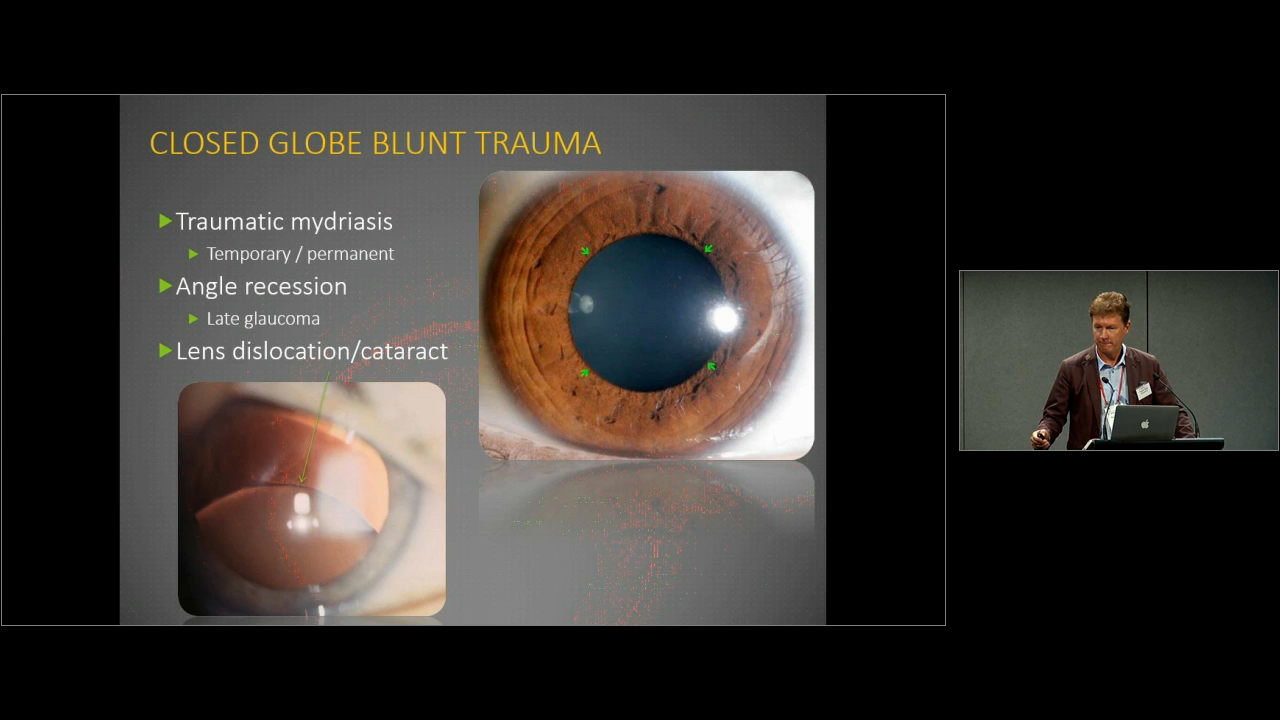 CLOSED GLOBE BLUNT TRAUMA
Traumatic mydriasis
Temporary / permanent
Angle recession
Late glaucoma
Lens dislocation/cataract